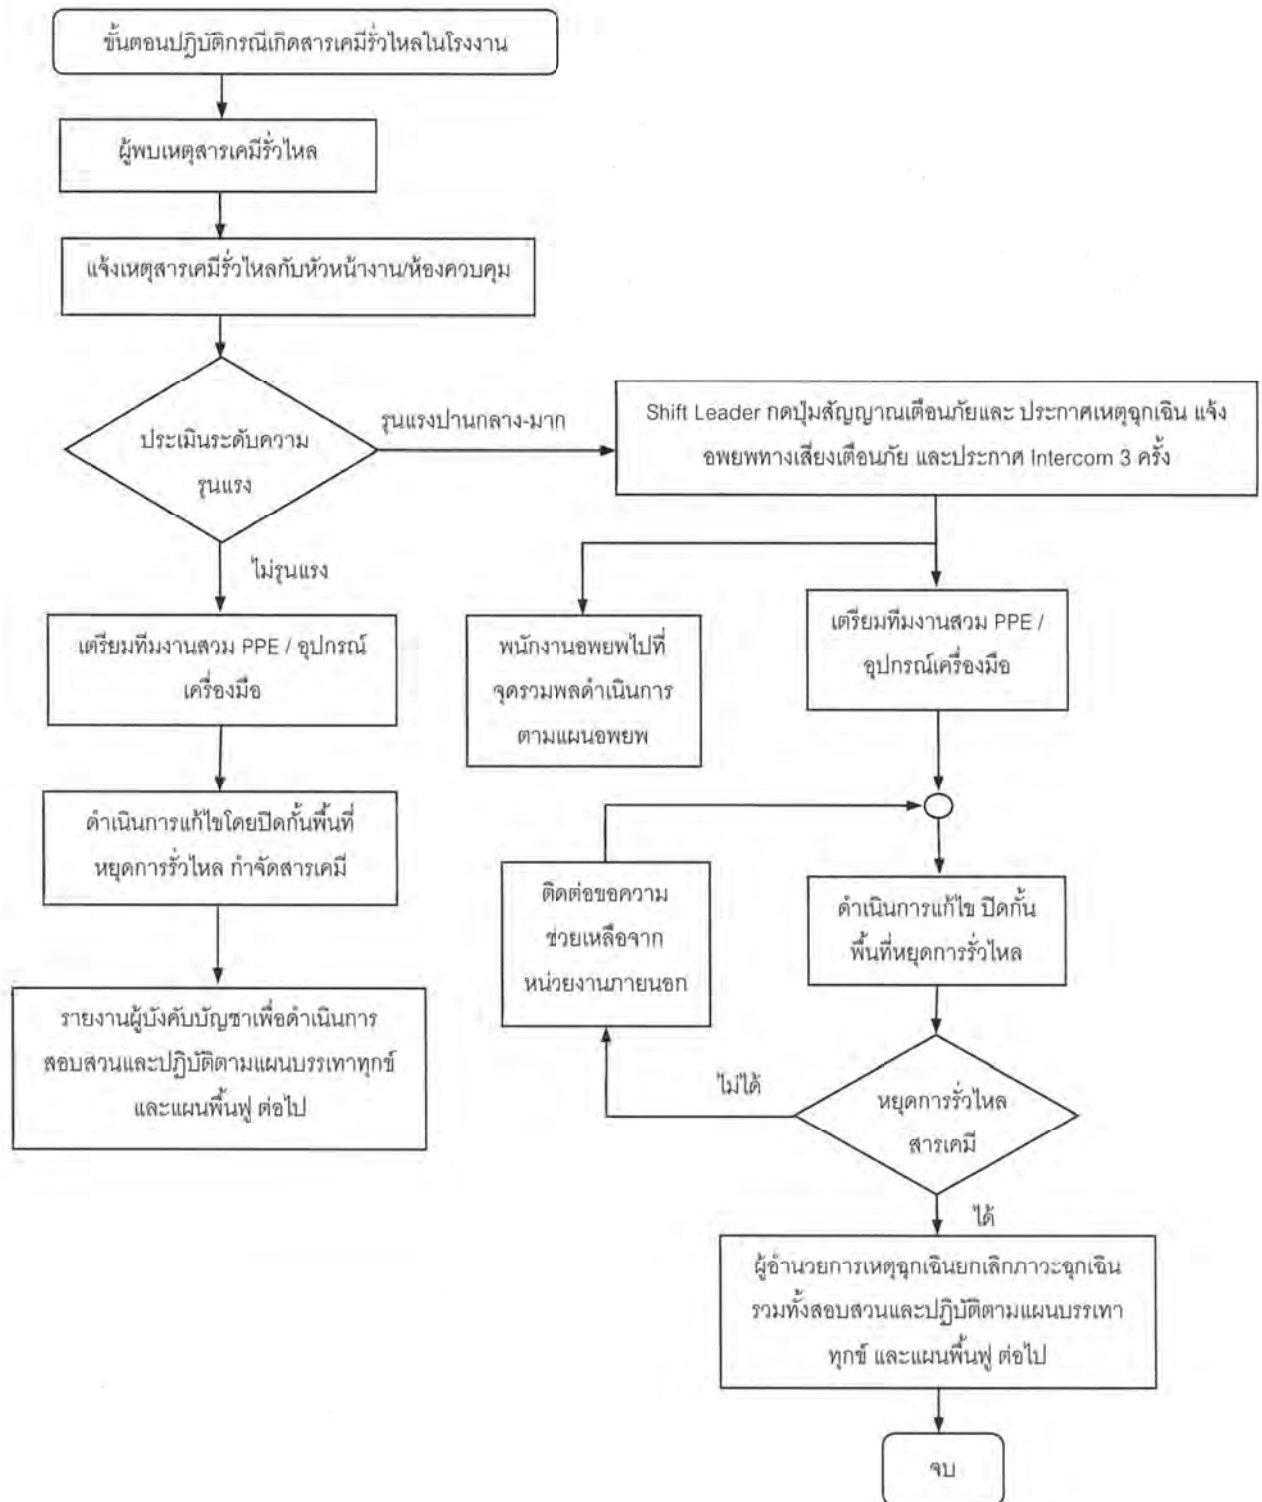 ขั้นตอนปฏิบัติกรณีเกิดสารเคมีรั่วไหลในโรงงาน
ผู้พบเหตุสารเคมีรั่วไหล
แจ้งเหตุสารเคมีรั่วไหลกับหัวหน้างาน/ห้องควบคุม
ประเมินระดับความ
รุนแรง
รุนแรงปานกลาง-มาก
Shift Leader กดปุ่มสัญญาณเตือนภัยและ ประกาศเหตุฉุกเฉิน แจ้ง
อพยพทางเสียงเตือนภัย และประกาศ Intercom 3 ครั้ง
ไม่รุนแรง
เตรียมทีมงานสวม PPE / อุปกรณ์
เครื่องมือ
ดำเนินการแก้ไขโดยปิดกั้นพื้นที่
หยุดการรั่วไหล กำจัดสารเคมี
รายงานผู้บังคับบัญชาเพื่อดำเนินการ
สอบสวนและปฏิบัติตามแผนบรรเทาทุกข์
และแผนฟื้นฟู ต่อไป
พนักงานอพยพไปที่
จุดรวมพลดำเนินการ
ตามแผนอพยพ
เตรียมทีมงานสวม PPE /
อุปกรณ์เครื่องมือ
ติดต่อขอความ
ช่วยเหลือจาก
หน่วยงานภายนอก
ดำเนินการแก้ไข ปิดกั้น
พื้นที่หยุดการรั่วไหล
ไม่ได้
หยุดการรั่วไหล
สารเคมี
ได้
ผู้อำนวยการเหตุฉุกเฉินยกเลิกภาวะฉุกเฉิน
รวมทั้งสอบสวนและปฏิบัติตามแผนบรรเทา
ทุกข์ และแผนฟื้นฟู ต่อไป
จบ